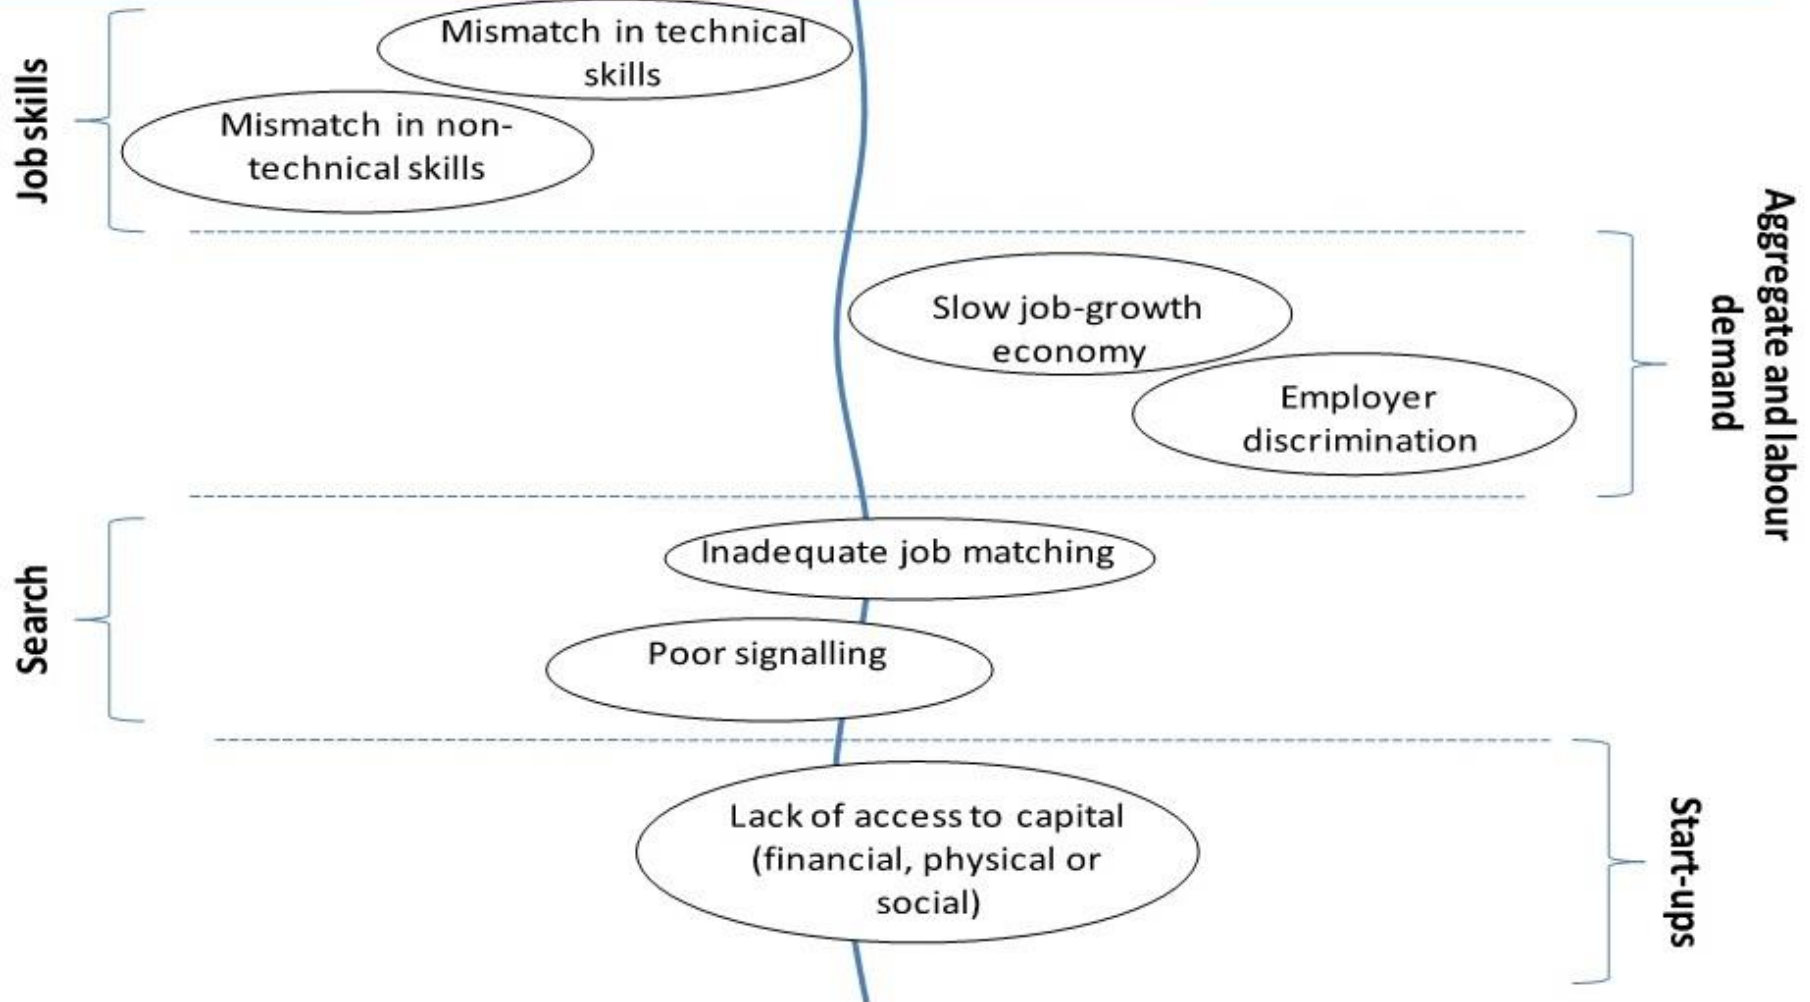 Job skills
Mismatch in technical
skills
Mismatch in non-
technical skills
Aggregate and labour
demand
Slow job-growth
economy
Employer
discrimination
Search
Inadequate job matching
Poor signalling
Start-ups
Lack of access to capital
(financial, physical or
social)